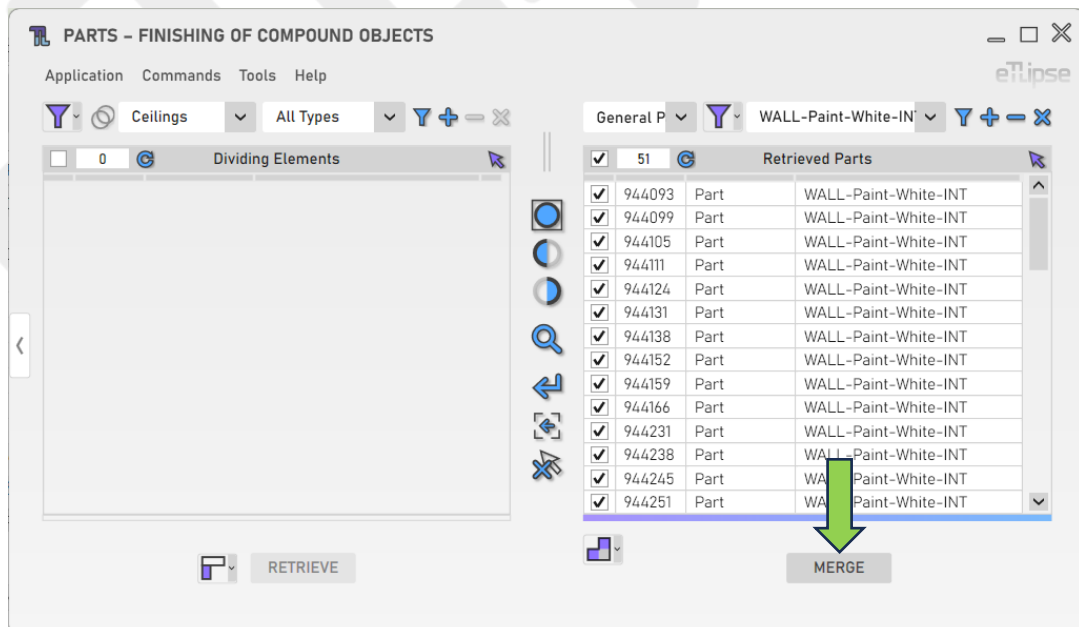 PARTS – FINISHING OF COMPOUND OBJECTS
Application Commands Tools Help
eTLipse
Ceilings All Types
General P WALL-Paint-White-IN
0 Dividing Elements
51 Retrieved Parts
944093 Part WALL-Paint-White-INT
944099 Part WALL-Paint-White-INT
944105 Part WALL-Paint-White-INT
944111 Part WALL-Paint-White-INT
944124 Part WALL-Paint-White-INT
944131 Part WALL-Paint-White-INT
944138 Part WALL-Paint-White-INT
944152 Part WALL-Paint-White-INT
944159 Part WALL-Paint-White-INT
944166 Part WALL-Paint-White-INT
944231 Part WALL-Paint-White-INT
944238 Part WALL-Paint-White-INT
944245 Part WA Paint-White-INT
944251 Part WA Paint-White-INT
RETRIEVE
MERGE